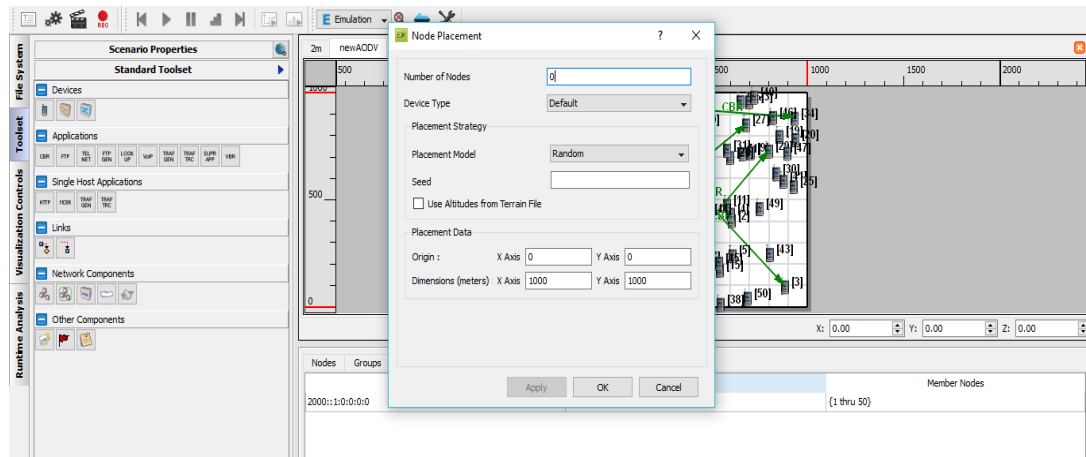 REC
E Emulation
File System
Toolset
Visualization Controls
Runtime Analysis
Scenario Properties
Standard Toolset
Devices
Applications
CBR FTP TEL NET FTP GEN LOOK UP VoIP TRAF GEN TRAF TRC SUPR APP VBR
Single Host Applications
HTTP MCBR TRAF GEN TRAF TRC
Links
Network Components
Other Components
2m newAODV
500 500 1000 1500 2000
1000
500
0
EX Node Placement ? X
Number of Nodes 0
Device Type Default
Placement Strategy
Placement Model Random
Seed
Use Altitudes from Terrain File
Placement Data
Origin : X Axis 0 Y Axis 0
Dimensions (meters) X Axis 1000 Y Axis 1000
Apply OK Cancel
CBR [40]
[27] [46] [34]
[20]
[47]
[30]
[25]
[11] [49]
[2]
[5] [43]
[15]
[3]
[38] [50]
X: 0.00 Y: 0.00 Z: 0.00
Nodes Groups
Member Nodes
2000::1:0:0:0:0 {1 thru 50}